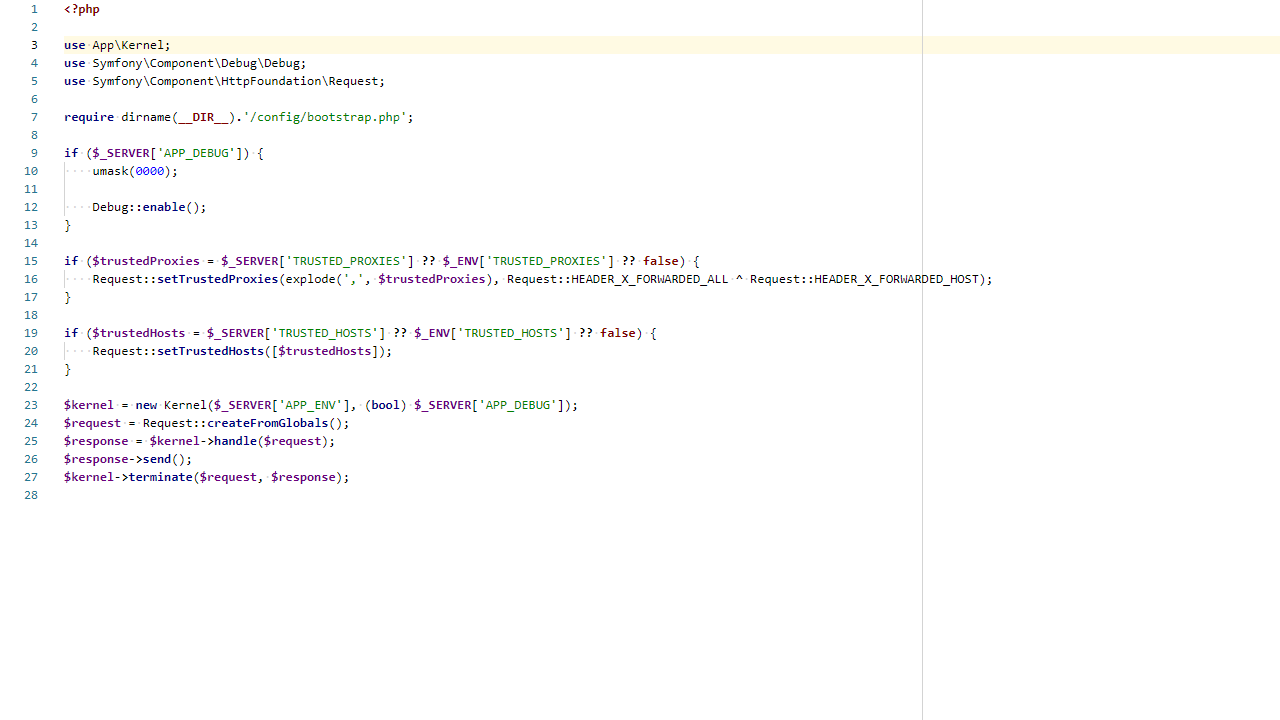 1 <?php
2
3 use App\Kernel;
4 use Symfony\Component\Debug\Debug;
5 use Symfony\Component\HttpFoundation\Request;
6
7 require dirname(__DIR__).'/config/bootstrap.php';
8
9 if ($_SERVER['APP_DEBUG']) {
10     umask(0000);
11
12     Debug::enable();
13 }
14
15 if ($trustedProxies = $_SERVER['TRUSTED_PROXIES'] ?? $_ENV['TRUSTED_PROXIES'] ?? false) {
16     Request::setTrustedProxies(explode(',', $trustedProxies), Request::HEADER_X_FORWARDED_ALL ^ Request::HEADER_X_FORWARDED_HOST);
17 }
18
19 if ($trustedHosts = $_SERVER['TRUSTED_HOSTS'] ?? $_ENV['TRUSTED_HOSTS'] ?? false) {
20     Request::setTrustedHosts([$trustedHosts]);
21 }
22
23 $kernel = new Kernel($_SERVER['APP_ENV'], (bool) $_SERVER['APP_DEBUG']);
24 $request = Request::createFromGlobals();
25 $response = $kernel->handle($request);
26 $response->send();
27 $kernel->terminate($request, $response);
28